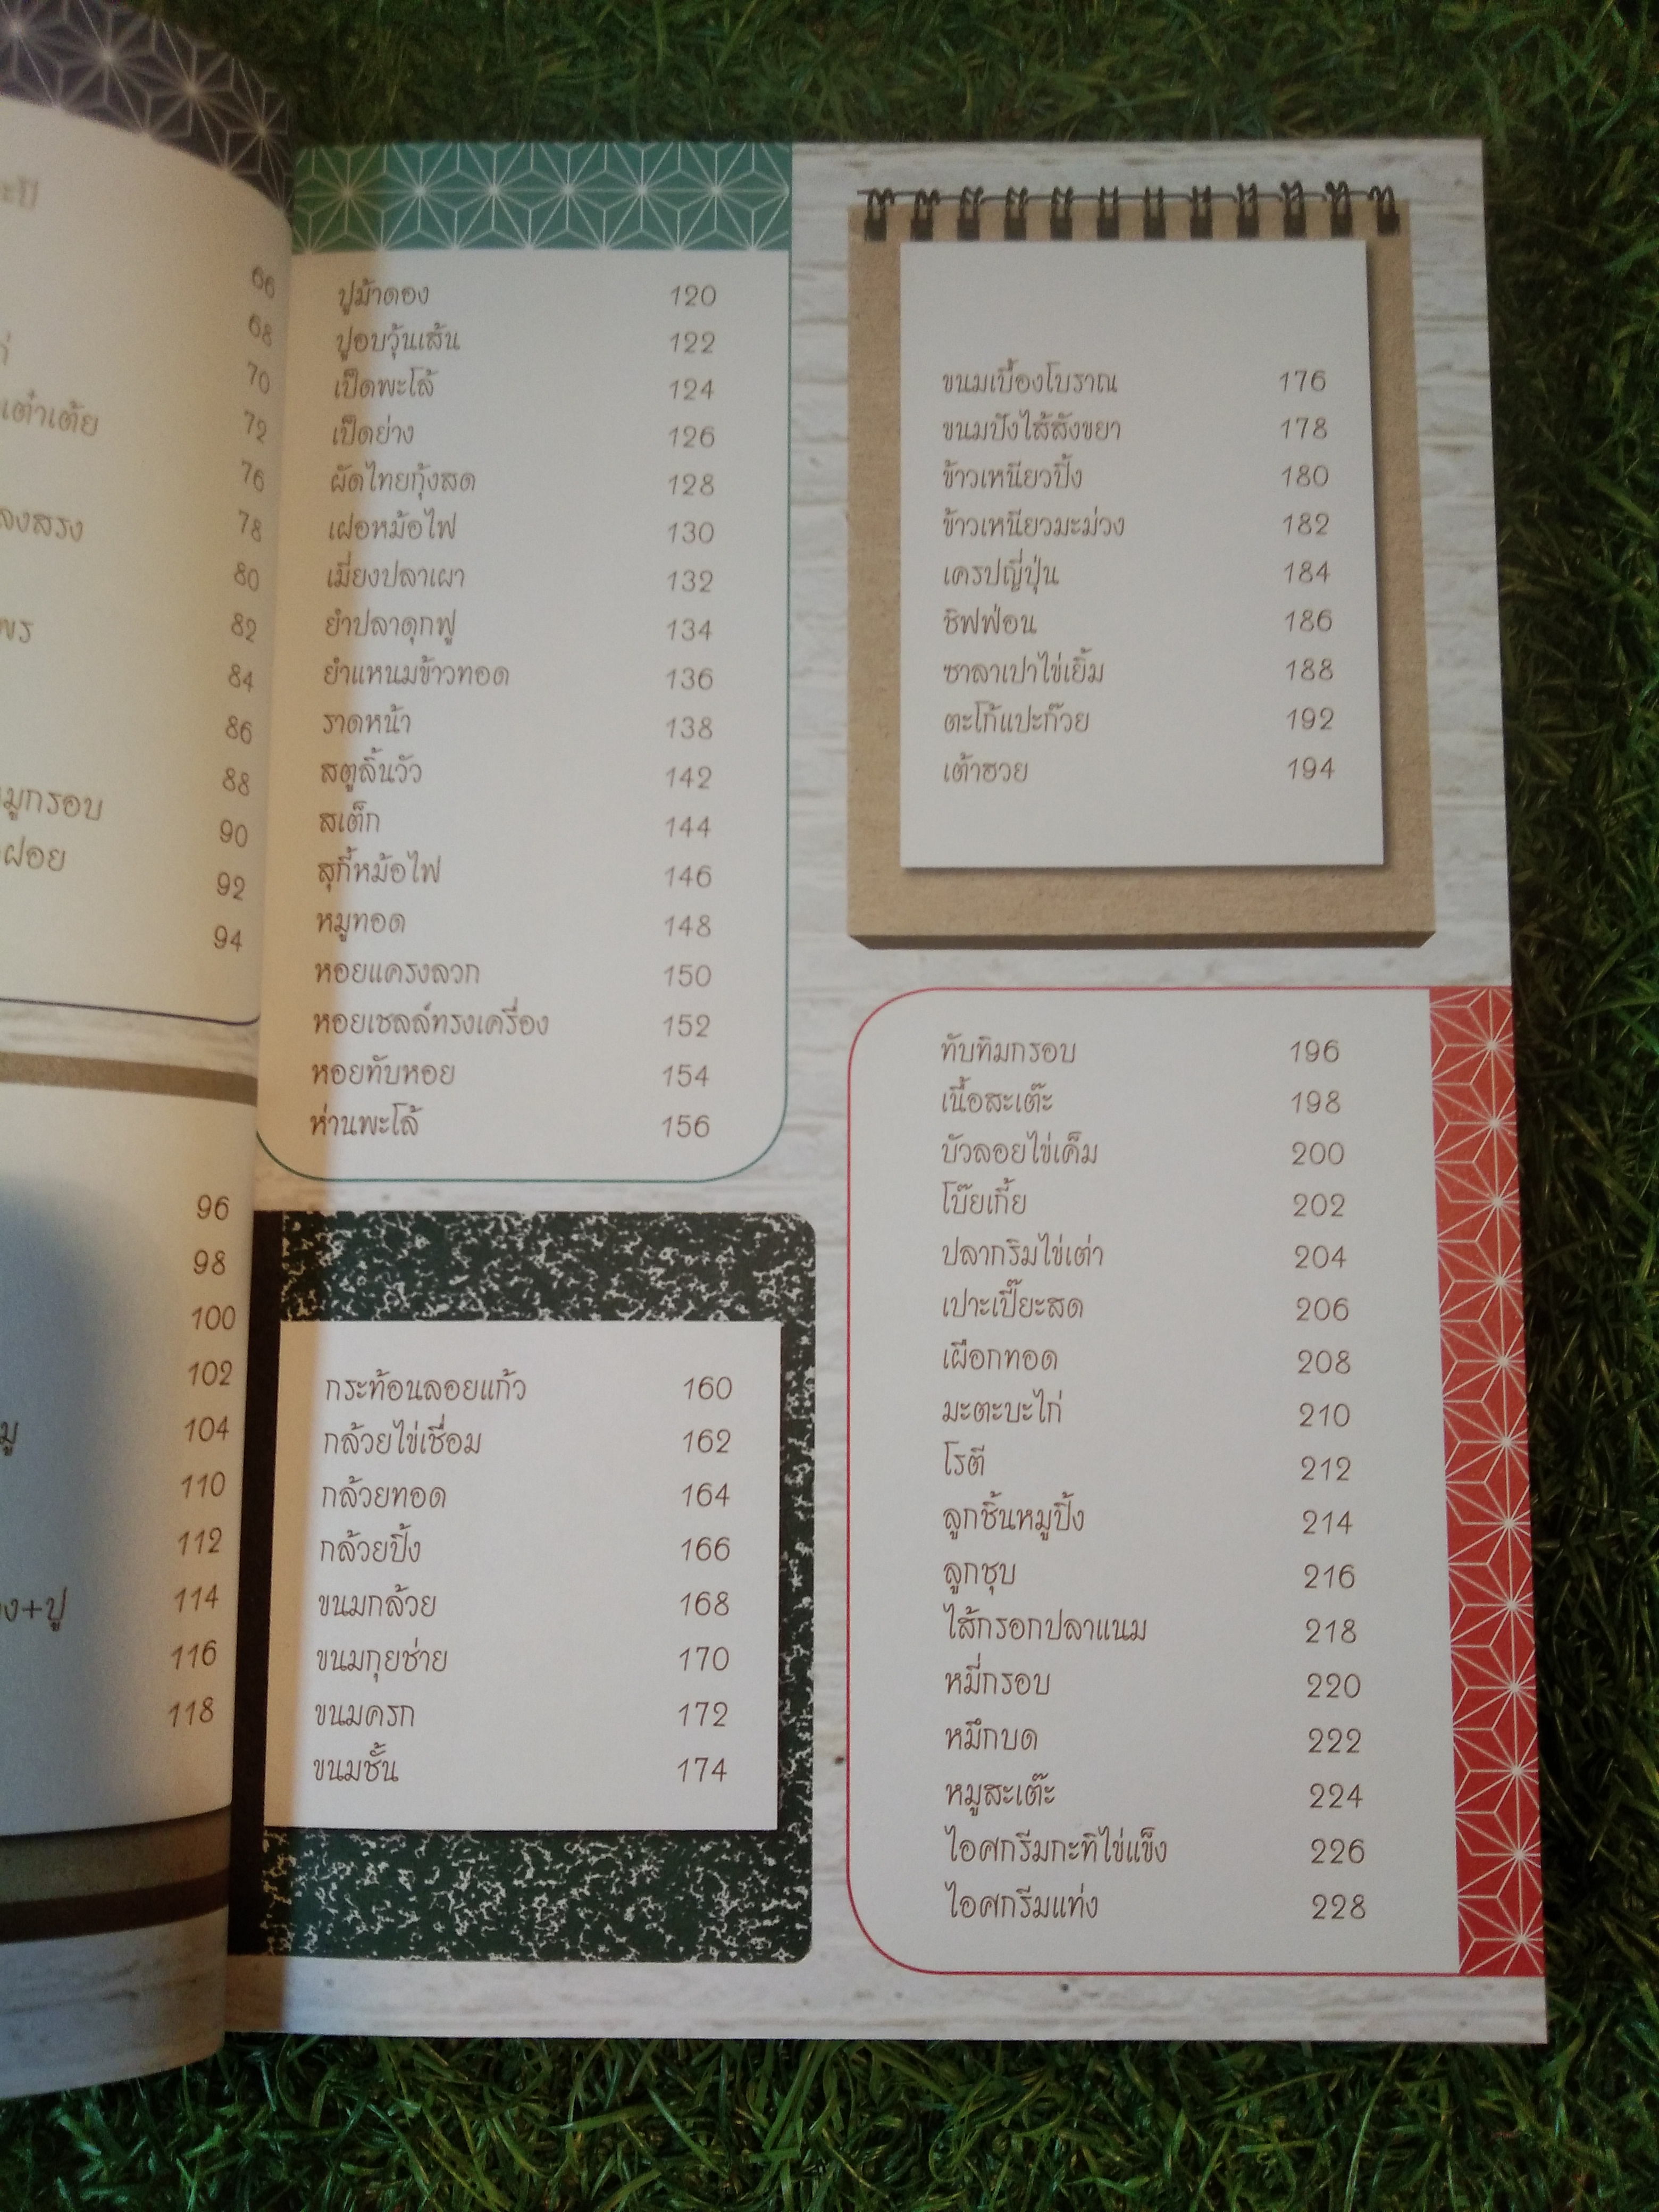 ะปิ
66
68
ก่
70
เต๋าเต้ย
72
76
ลงสรง
78
80
พร
82
84
86
88
มูกรอบ
90
ฝอย
92
94
96
98
100
102
มู
104
110
112
ง+ปู
114
116
118
ปูม้าดอง 120
ปูอบวุ้นเส้น 122
เป็ดพะโล้ 124
เป็ดย่าง 126
ผัดไทยกุ้งสด 128
เฝอหม้อไฟ 130
เมี่ยงปลาเผา 132
ยำปลาดุกฟู 134
ยำแหนมข้าวทอด 136
ราดหน้า 138
สตูลิ้นวัว 142
สเต็ก 144
สุกี้หม้อไฟ 146
หมูทอด 148
หอยแครงลวก 150
หอยเชลล์ทรงเครื่อง 152
หอยทับหอย 154
ห่านพะโล้ 156
กระท้อนลอยแก้ว 160
กล้วยไข่เชื่อม 162
กล้วยทอด 164
กล้วยปิ้ง 166
ขนมกล้วย 168
ขนมกุยช่าย 170
ขนมครก 172
ขนมชั้น 174
ขนมเบื้องโบราณ 176
ขนมปังไส้สังขยา 178
ข้าวเหนียวปิ้ง 180
ข้าวเหนียวมะม่วง 182
เครปญี่ปุ่น 184
ชิฟฟ่อน 186
ซาลาเปาไข่เยิ้ม 188
ตะโก้แปะก๊วย 192
เต้าฮวย 194
ทับทิมกรอบ 196
เนื้อสะเต๊ะ 198
บัวลอยไข่เค็ม 200
โบ๊ยเกี้ย 202
ปลากริมไข่เต่า 204
เปาะเปี๊ยะสด 206
เผือกทอด 208
มะตะบะไก่ 210
โรตี 212
ลูกชิ้นหมูปิ้ง 214
ลูกชุบ 216
ไส้กรอกปลาแนม 218
หมี่กรอบ 220
หมึกบด 222
หมูสะเต๊ะ 224
ไอศกรีมกะทิไข่แข็ง 226
ไอศกรีมแท่ง 228